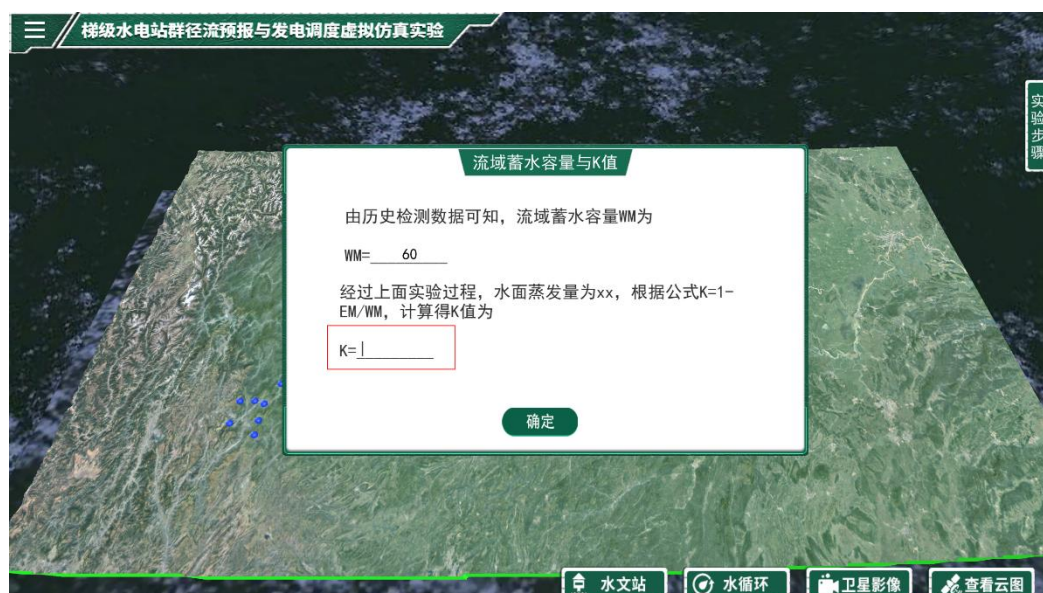 梯级水电站群径流预报与发电调度虚拟仿真实验
实验步骤
流域蓄水容量与K值
由历史检测数据可知，流域蓄水容量WM为
WM=____60____
经过上面实验过程，水面蒸发量为xx，根据公式K=1-
EM/WM，计算得K值为
K=_________
确定
水文站
水循环
卫星影像
查看云图